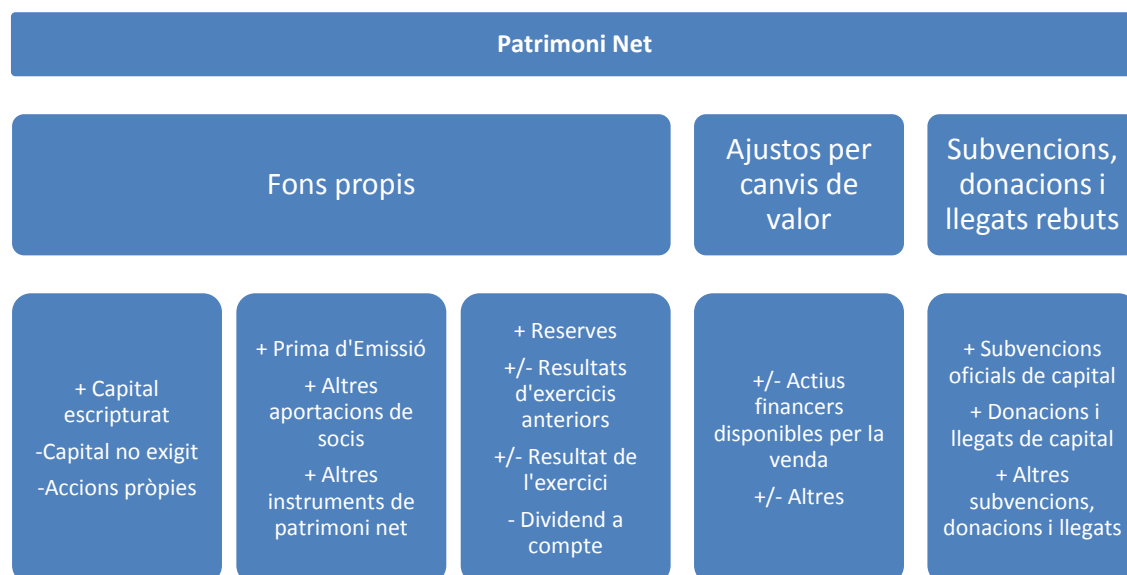 Patrimoni Net
Fons propis
Ajustos per
canvis de
valor
Subvencions,
donacions i
llegats rebuts
+ Capital
escripturat
-Capital no exigit
-Accions pròpies
+ Prima d'Emissió
+ Altres
aportacions de
socis
+ Altres
instruments de
patrimoni net
+ Reserves
+/- Resultats
d'exercicis
anteriors
+/- Resultat de
l'exercici
- Dividend a
compte
+/- Actius
financers
disponibles per la
venda
+/- Altres
+ Subvencions
oficials de capital
+ Donacions i
llegats de capital
+ Altres
subvencions,
donacions i llegats